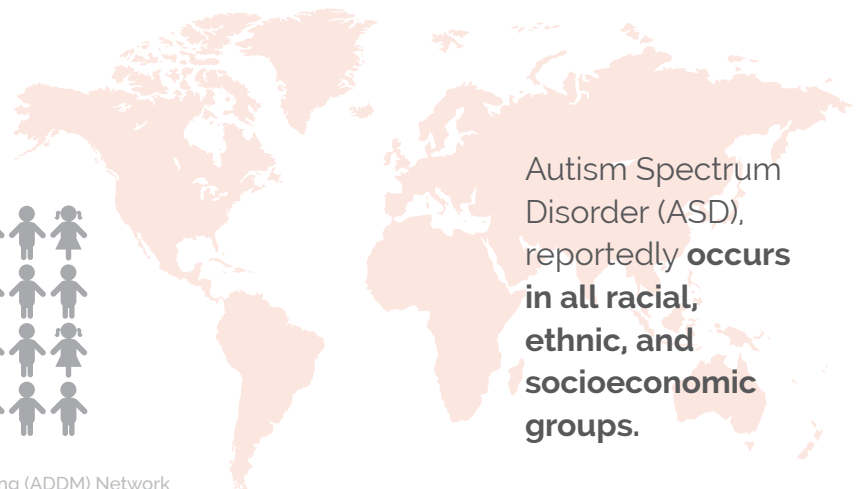 Autism Spectrum
Disorder (ASD),
reportedly occurs
in all racial,
ethnic, and
socioeconomic
groups.
(ADDM) Network